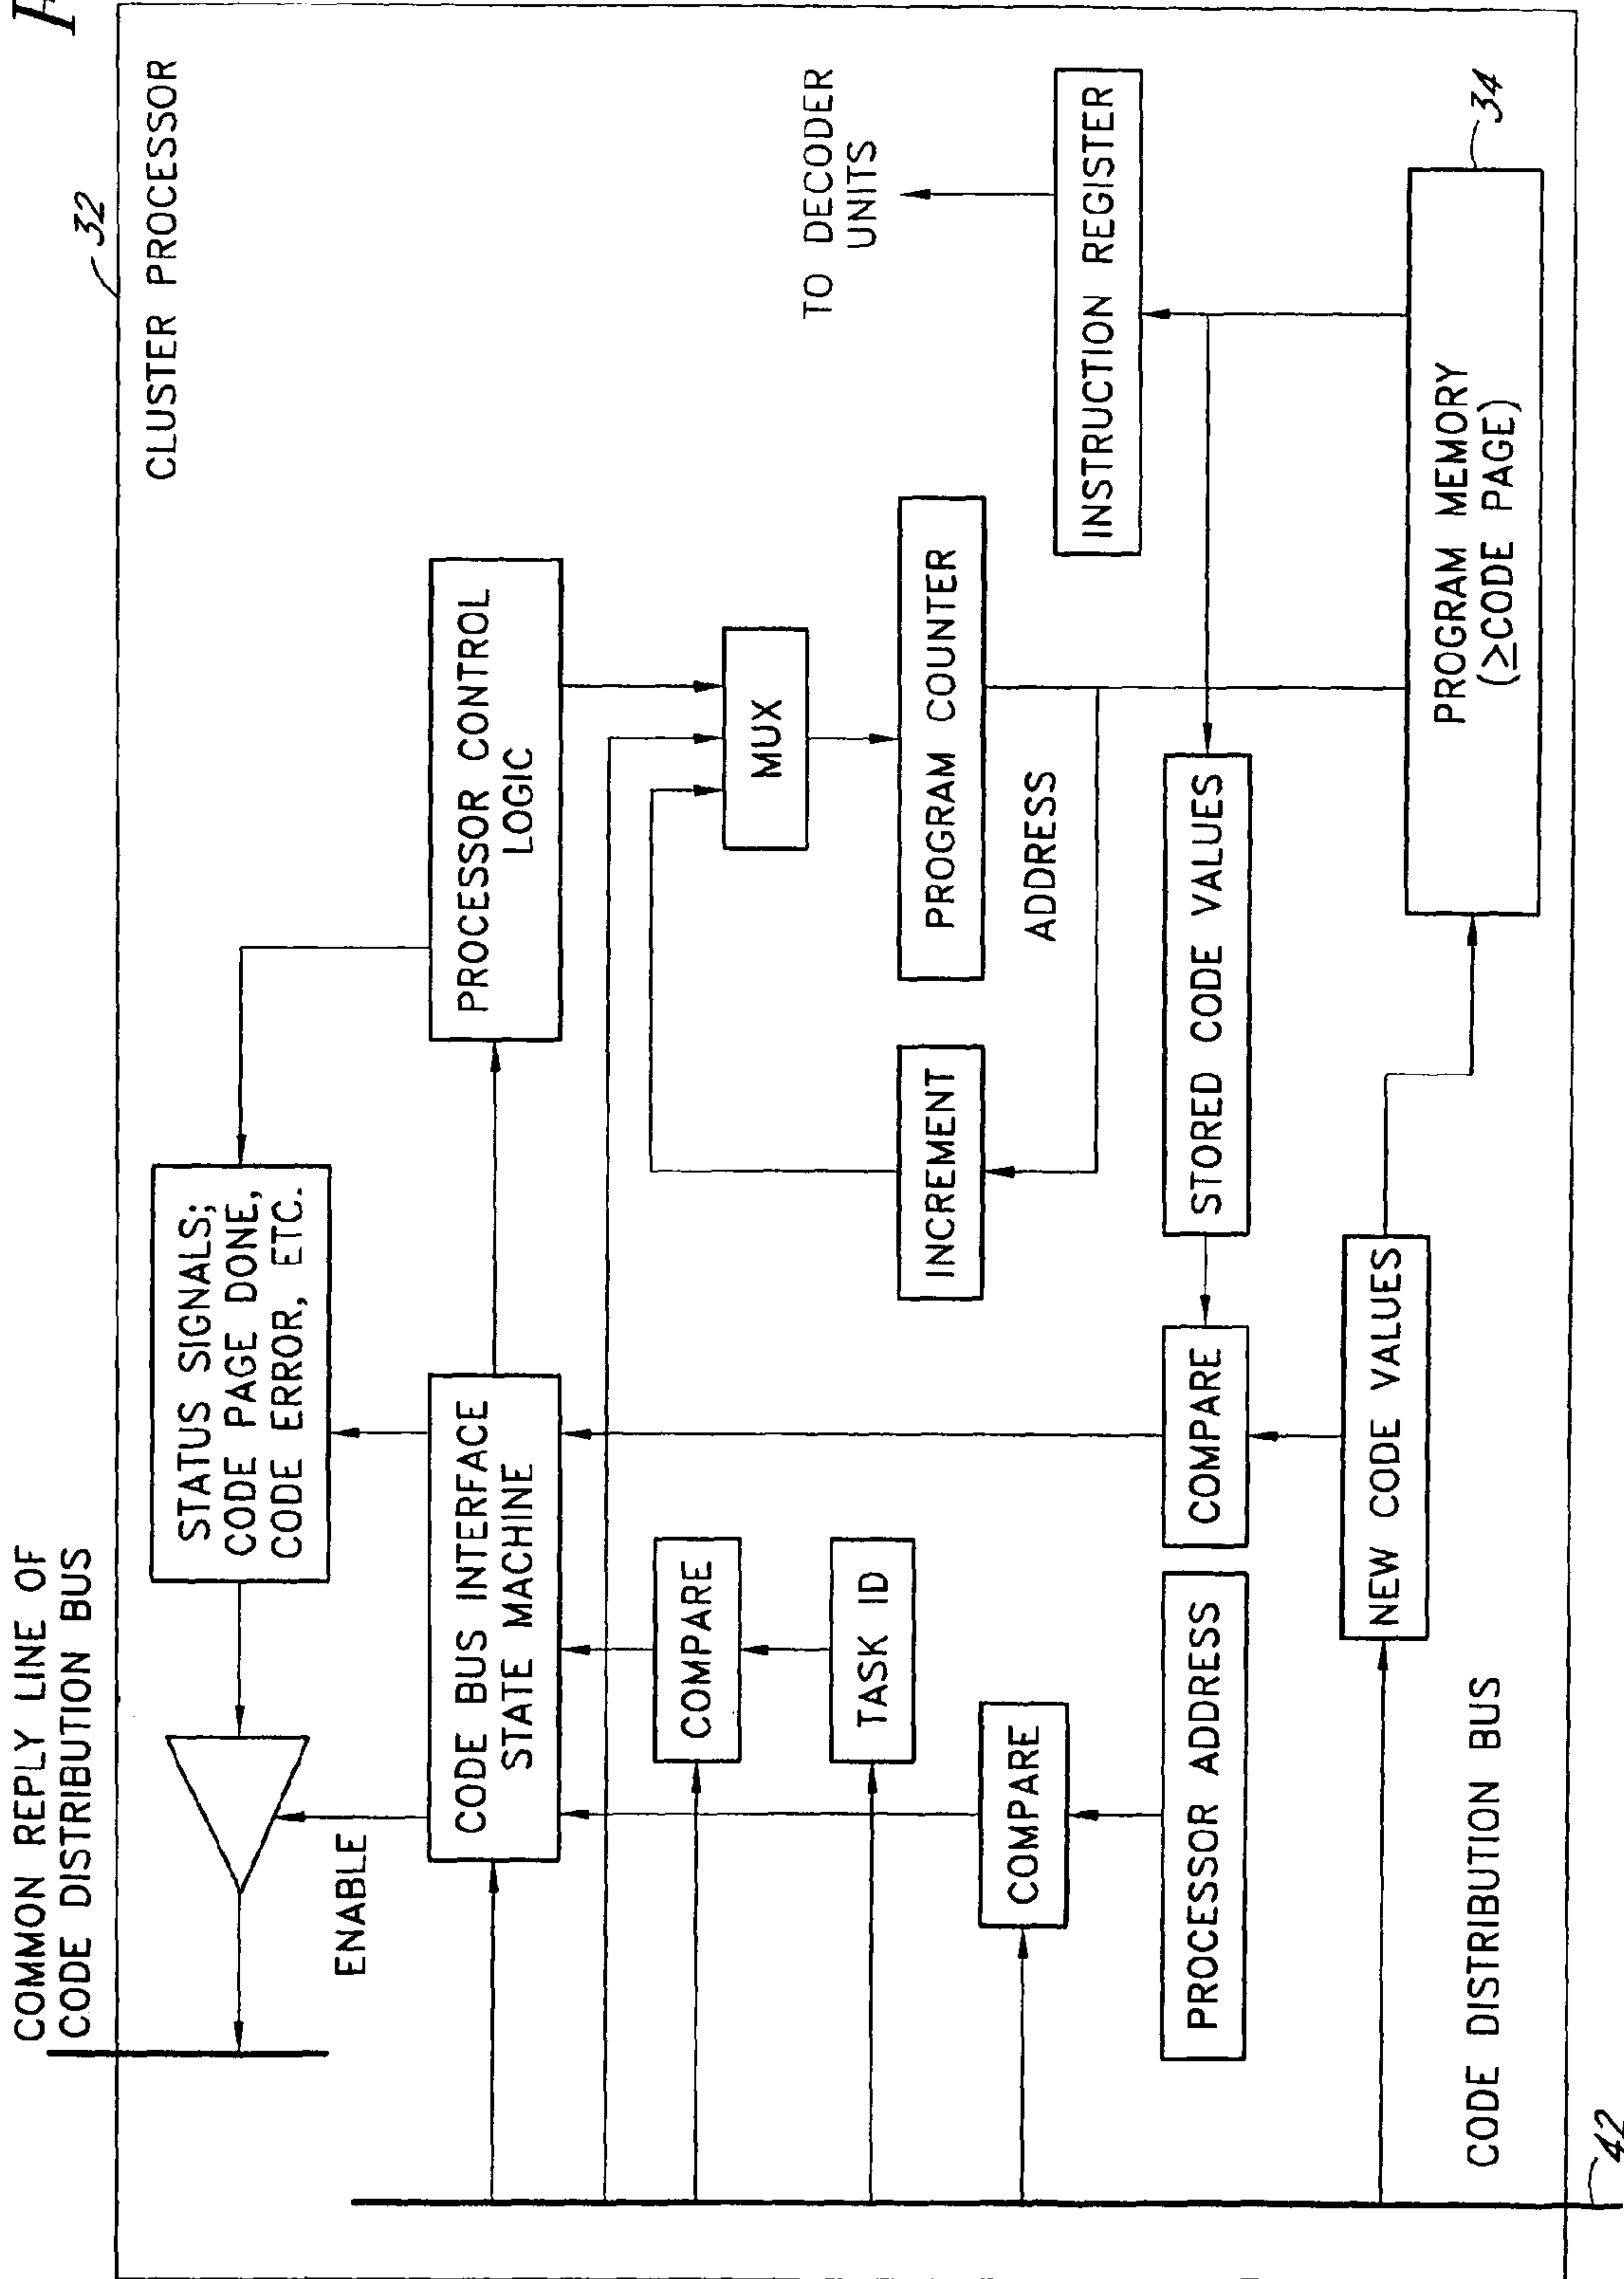 F
32
CLUSTER PROCESSOR
COMMON REPLY LINE OF
CODE DISTRIBUTION BUS
STATUS SIGNALS;
CODE PAGE DONE,
CODE ERROR, ETC.
ENABLE
CODE BUS INTERFACE
STATE MACHINE
PROCESSOR CONTROL
LOGIC
COMPARE
TASK ID
MUX
INCREMENT
PROGRAM COUNTER
ADDRESS
TO DECODER
UNITS
INSTRUCTION REGISTER
COMPARE
PROCESSOR ADDRESS
COMPARE
STORED CODE VALUES
NEW CODE VALUES
PROGRAM MEMORY
(≥CODE PAGE)
34
CODE DISTRIBUTION BUS
42